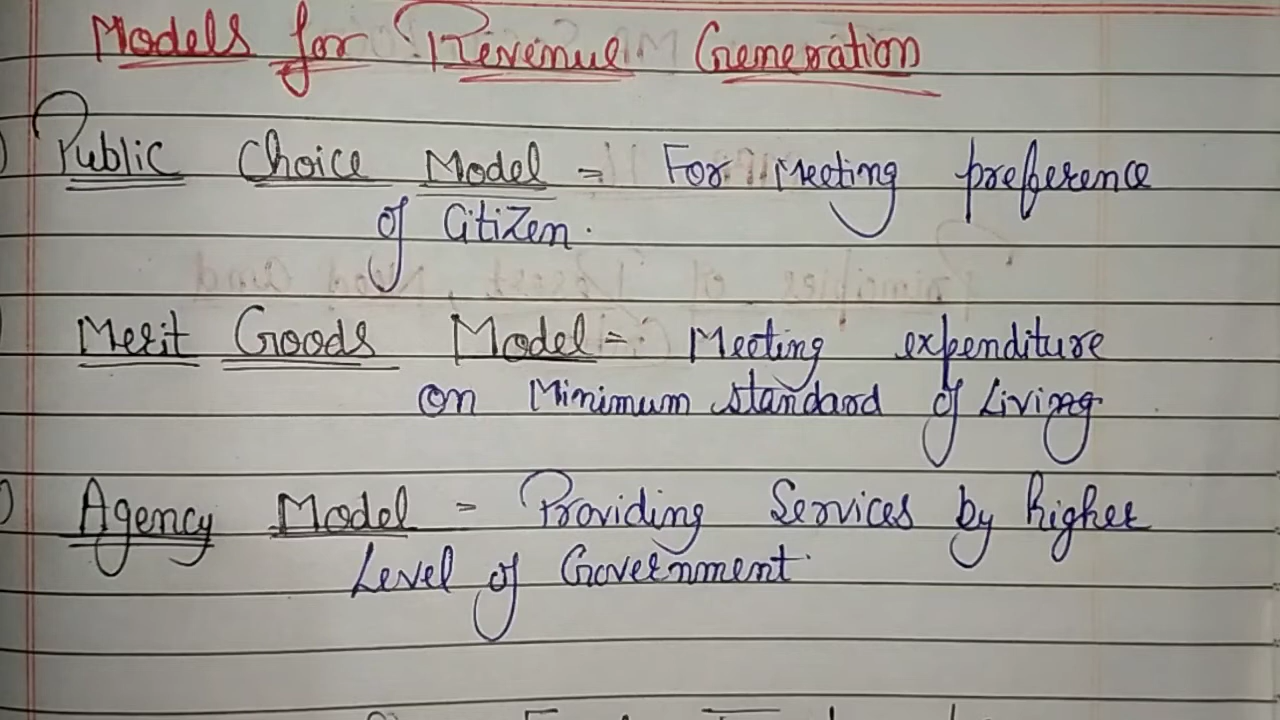 Models for Revenue Generation
) Public Choice Model = For Meeting preference
of Citizen.
Merit Goods Model = Meeting expenditure
on Minimum standard of Living
) Agency Model = Providing Services by higher
Level of Government